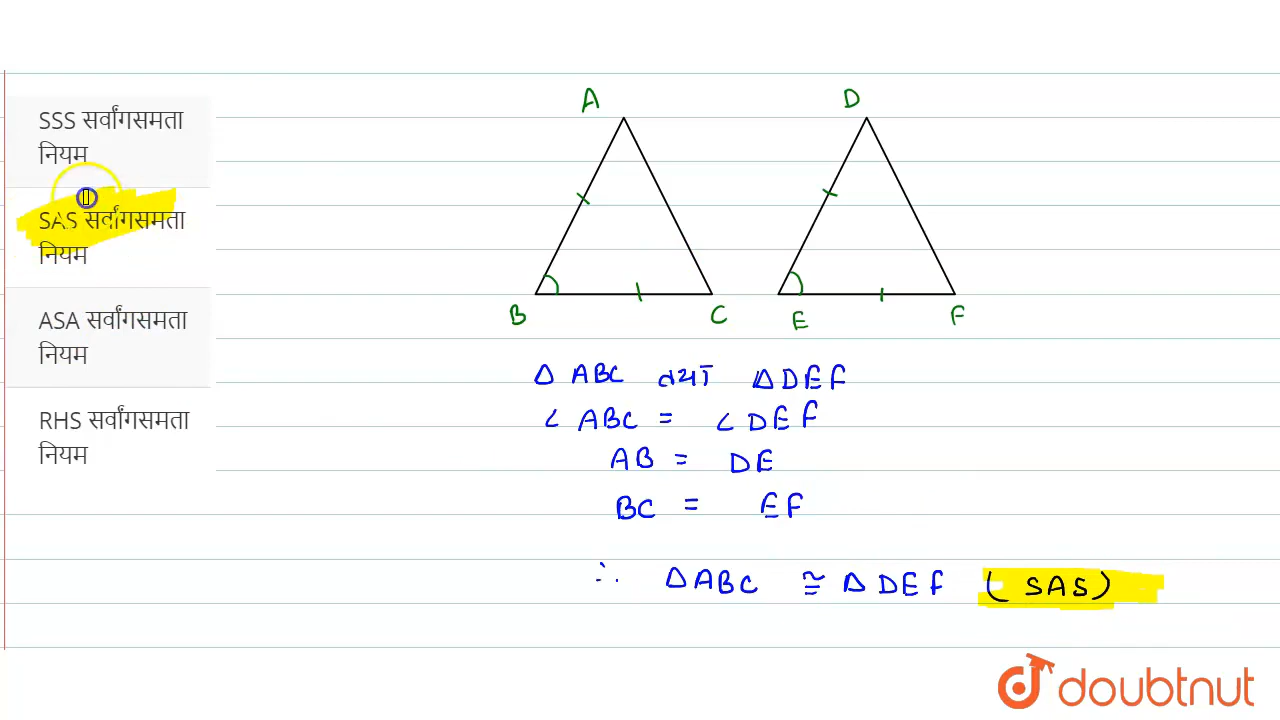 SSS सर्वांगसमता
नियम
SAS सर्वांगसमता
नियम
ASA सर्वांगसमता
नियम
RHS सर्वांगसमता
नियम
A
D
B
C
E
F
Δ ABC तथा Δ DEF
∠ ABC = ∠ DEF
AB = DE
BC = EF
∴ Δ ABC ≅ Δ DEF (SAS)
doubtnut